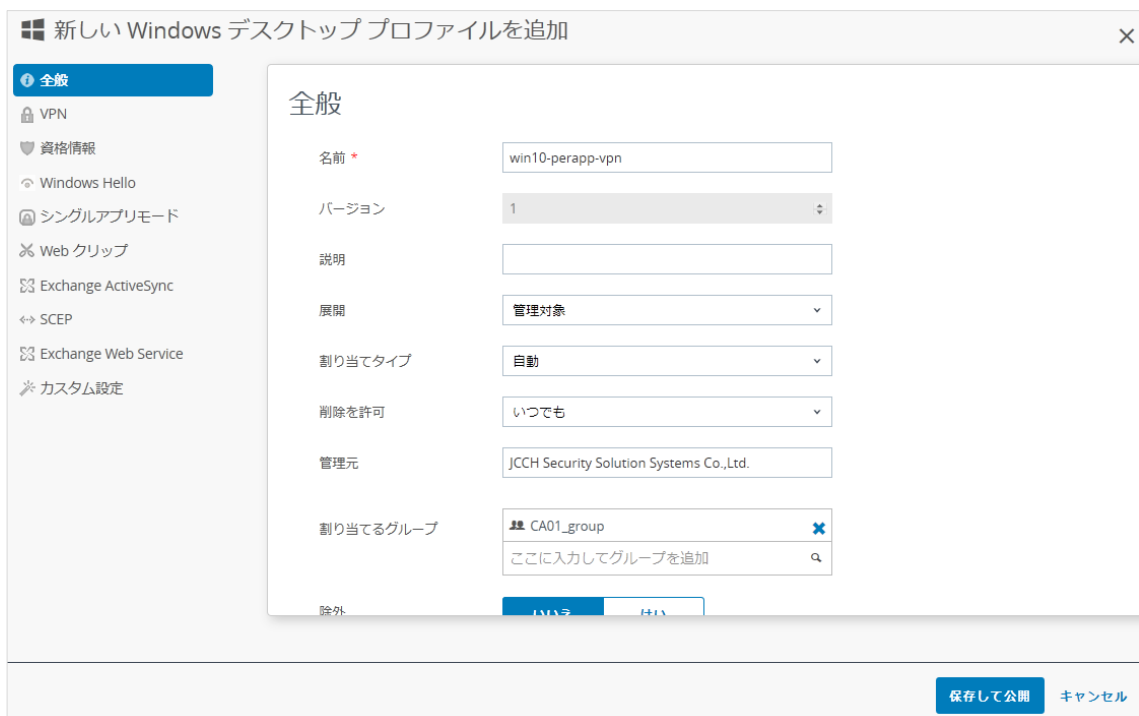 新しい Windows デスクトップ プロファイルを追加
全般
VPN
資格情報
Windows Hello
シングルアプリモード
Web クリップ
Exchange ActiveSync
SCEP
Exchange Web Service
カスタム設定
全般
名前 * win10-perapp-vpn
バージョン 1
説明
展開 管理対象
割り当てタイプ 自動
削除を許可 いつでも
管理元 JCCH Security Solution Systems Co.,Ltd.
割り当てるグループ CA01_group
ここに入力してグループを追加
除外 いいえ はい
保存して公開 キャンセル